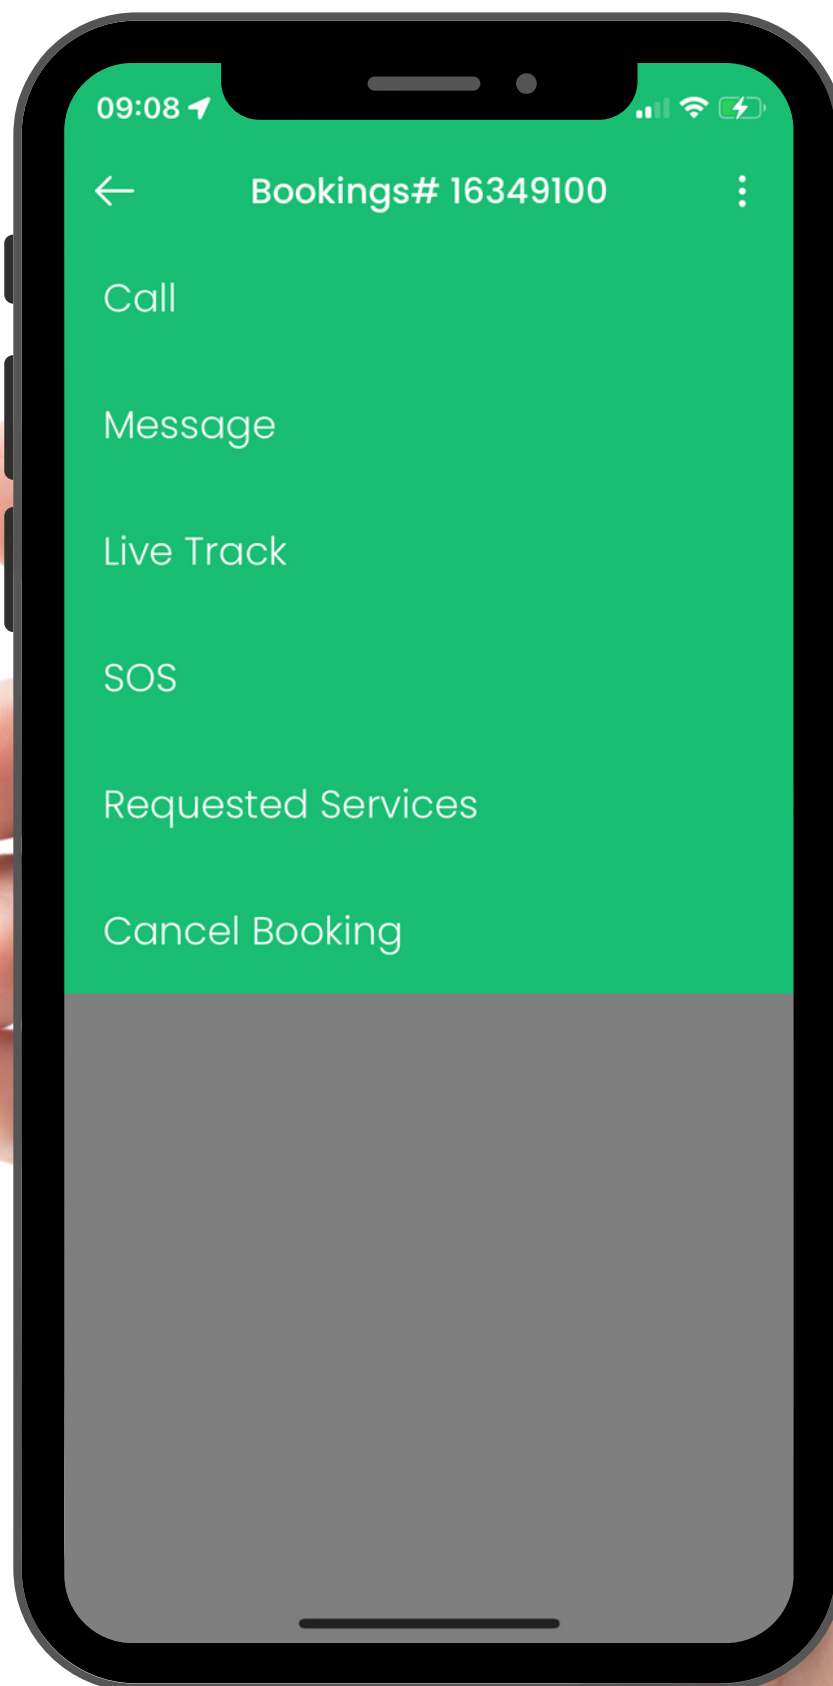 09:08
Bookings# 16349100
Call
Message
Live Track
SOS
Requested Services
Cancel Booking